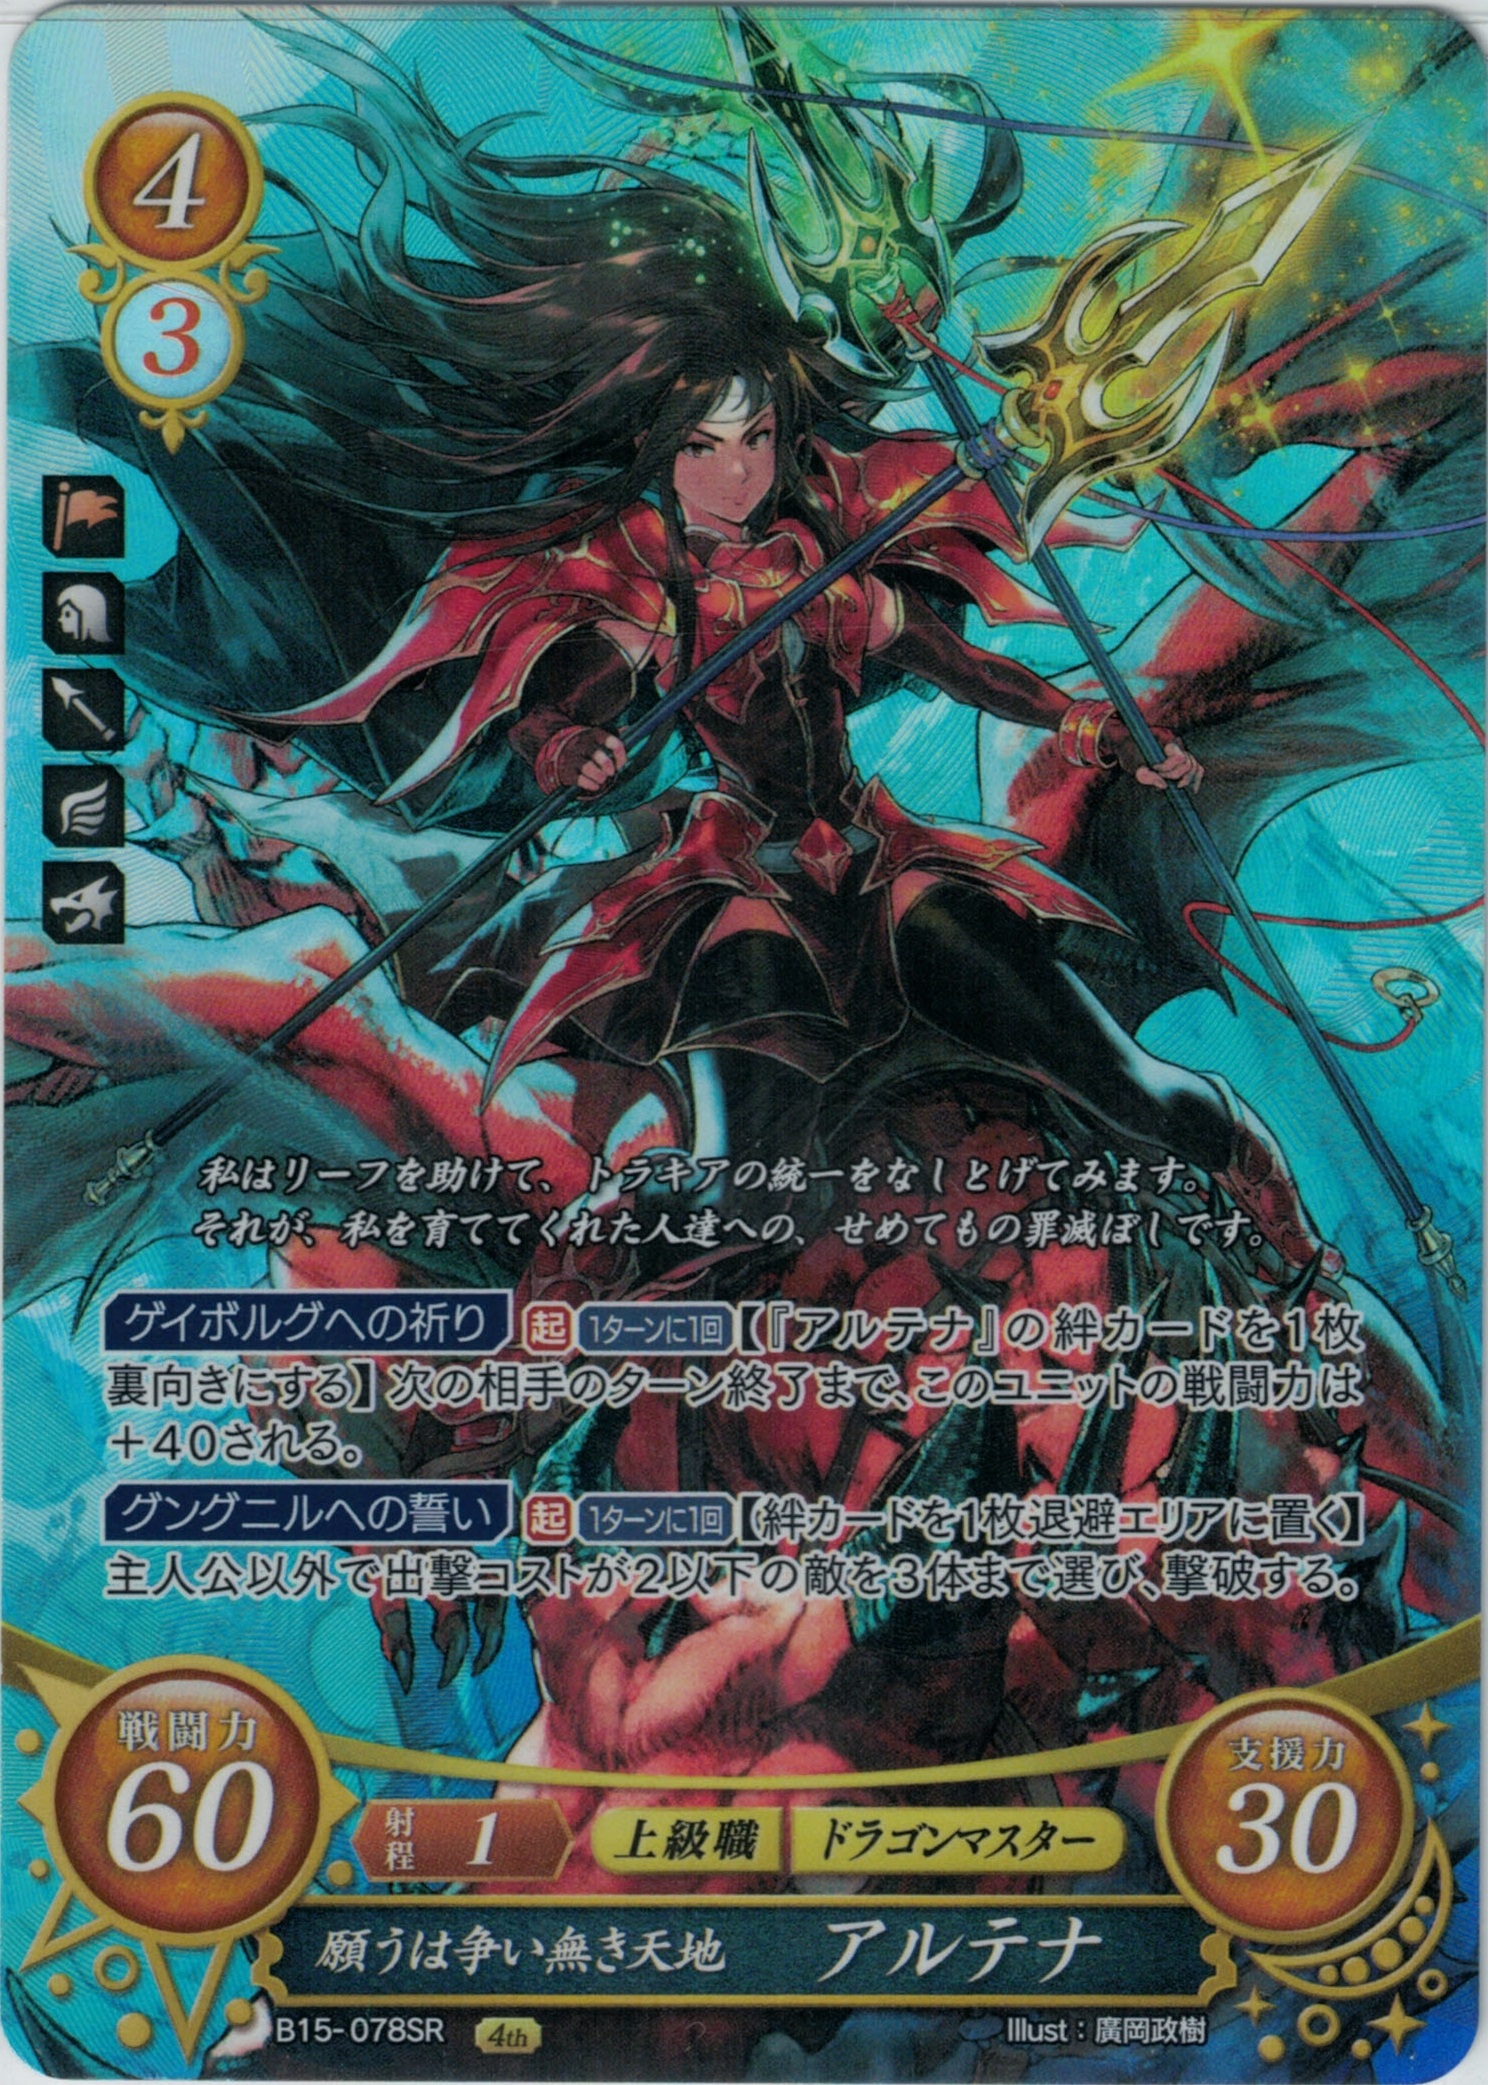 4
3
私はリーフを助けて、トラキアの統一をなしとげてみます。
それが、私を育ててくれた人達への、せめてもの罪滅ぼしです。
ゲイボルグへの祈り 起 1ターンに1回【『アルテナ』の絆カードを1枚
裏向きにする】次の相手のターン終了まで、このユニットの戦闘力は
+40される。
グングニルへの誓い 起 1ターンに1回【絆カードを1枚退避エリアに置く】
主人公以外で出撃コストが2以下の敵を3体まで選び、撃破する。
戦闘力
60
射程 1
上級職 ドラゴンマスター
支援力
30
願うは争い無き天地 アルテナ
B15-078SR 4th
Illust：廣岡政樹